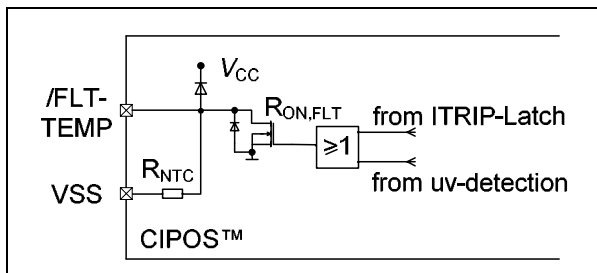 /FLT-
TEMP
VCC
RON,FLT
from ITRIP-Latch
≥1
RNTC
VSS
from uv-detection
CIPOS™